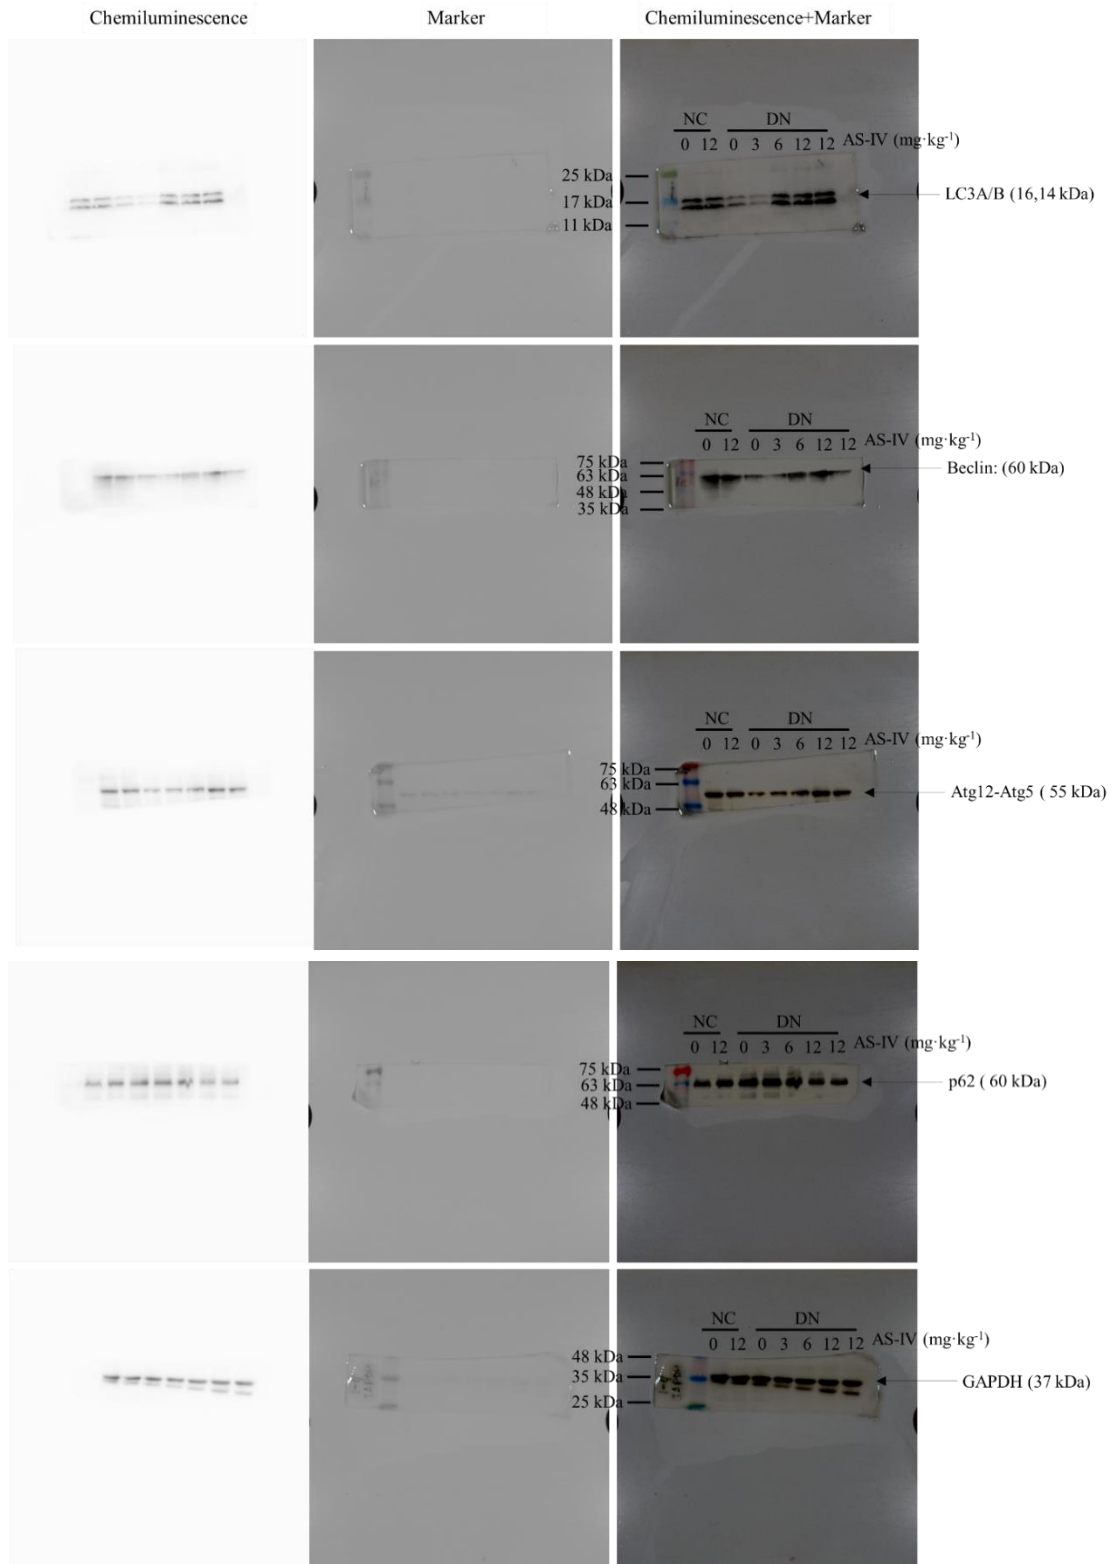 Chemiluminescence Marker Chemiluminescence+Marker
NC DN
0 12 0 3 6 12 12 AS-IV (mg·kg⁻¹)
25 kDa
17 kDa
11 kDa
LC3A/B (16,14 kDa)
NC DN
0 12 0 3 6 12 12 AS-IV (mg·kg⁻¹)
75 kDa
63 kDa
48 kDa
35 kDa
Beclin: (60 kDa)
NC DN
0 12 0 3 6 12 12 AS-IV (mg·kg⁻¹)
75 kDa
63 kDa
48 kDa
Atg12-Atg5 ( 55 kDa)
NC DN
0 12 0 3 6 12 12 AS-IV (mg·kg⁻¹)
75 kDa
63 kDa
48 kDa
p62 ( 60 kDa)
NC DN
0 12 0 3 6 12 12 AS-IV (mg·kg⁻¹)
48 kDa
35 kDa
25 kDa
GAPDH (37 kDa)